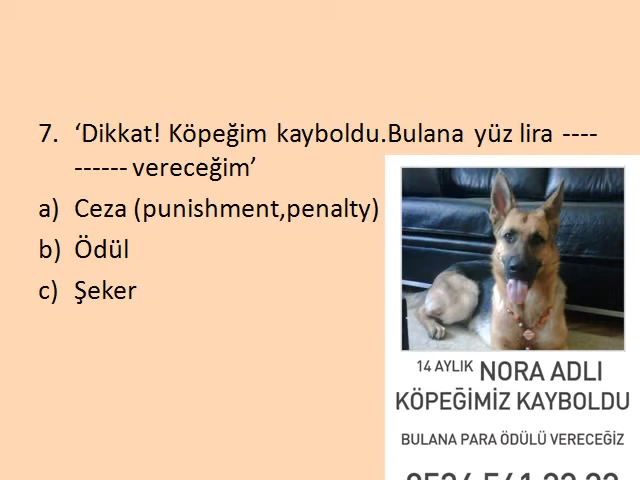 7. ‘Dikkat! Köpeğim kayboldu.Bulana yüz lira ----
------ vereceğim’
a) Ceza (punishment,penalty)
b) Ödül
c) Şeker
14 AYLIK NORA ADLI
KÖPEĞİMİZ KAYBOLDU
BULANA PARA ÖDÜLÜ VERECEĞİZ